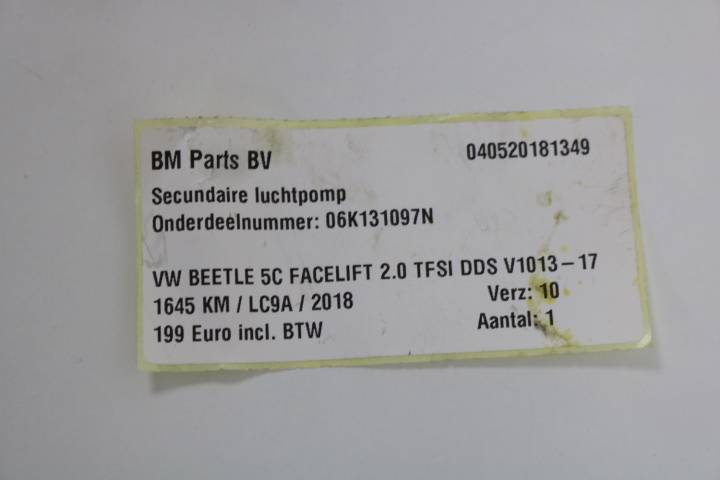 BM Parts BV 040520181349
Secundaire luchtpomp
Onderdeelnummer: 06K131097N
VW BEETLE 5C FACELIFT 2.0 TFSI DDS V1013-17
1645 KM / LC9A / 2018 Verz: 10
199 Euro incl. BTW Aantal: 1